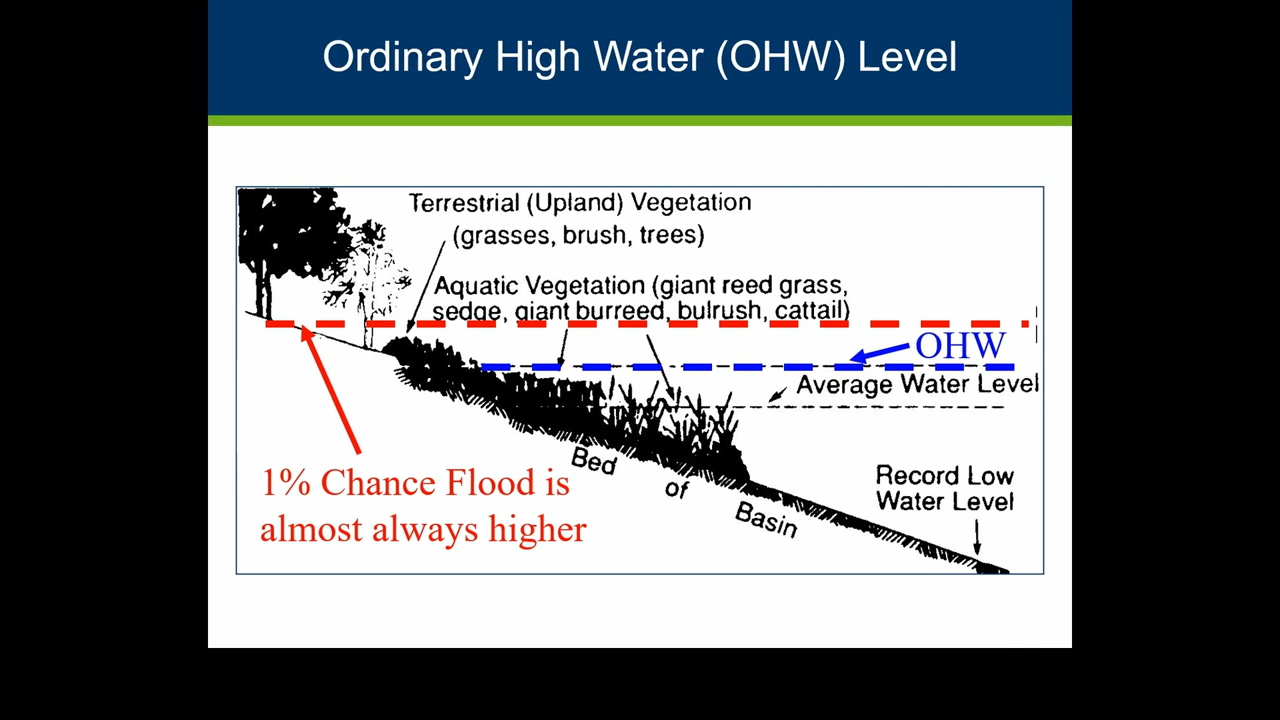 Ordinary High Water (OHW) Level
Terrestrial (Upland) Vegetation
(grasses, brush, trees)
Aquatic Vegetation (giant reed grass,
sedge, giant burreed, bulrush, cattail)
OHW
Average Water Level
Bed of Basin
Record Low
Water Level
1% Chance Flood is
almost always higher